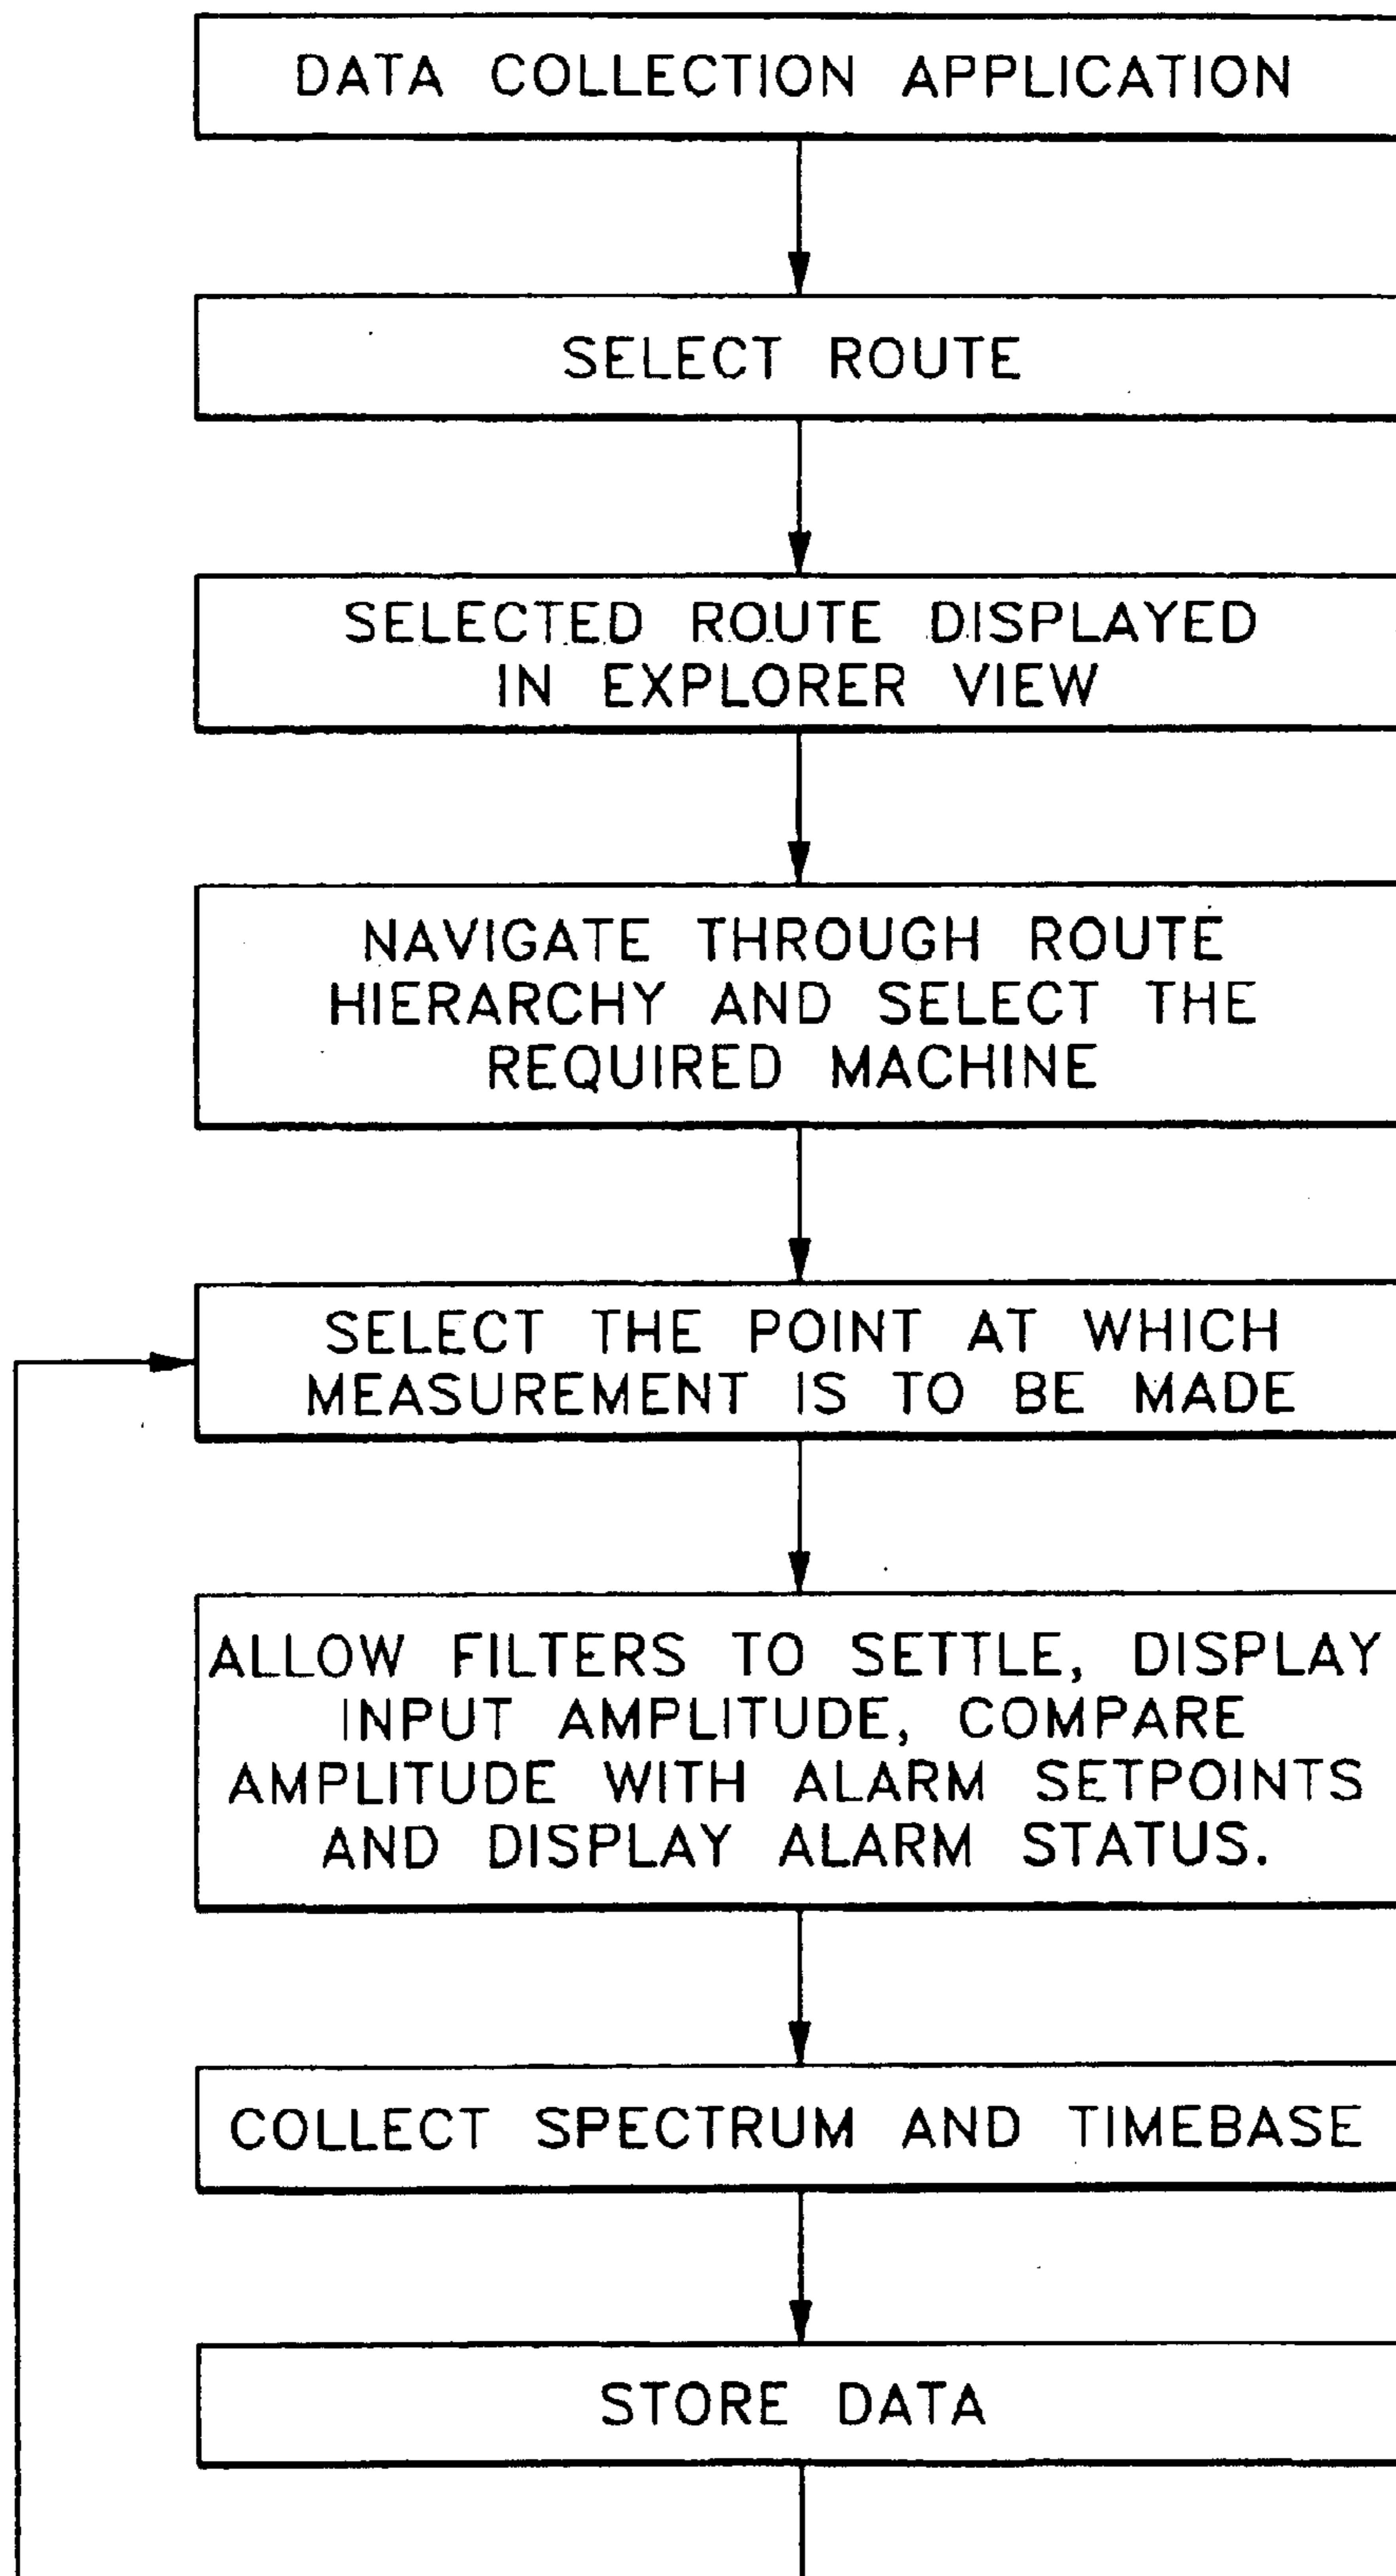 DATA COLLECTION APPLICATION
SELECT ROUTE
SELECTED ROUTE DISPLAYED
IN EXPLORER VIEW
NAVIGATE THROUGH ROUTE
HIERARCHY AND SELECT THE
REQUIRED MACHINE
SELECT THE POINT AT WHICH
MEASUREMENT IS TO BE MADE
ALLOW FILTERS TO SETTLE, DISPLAY
INPUT AMPLITUDE, COMPARE
AMPLITUDE WITH ALARM SETPOINTS
AND DISPLAY ALARM STATUS.
COLLECT SPECTRUM AND TIMEBASE
STORE DATA